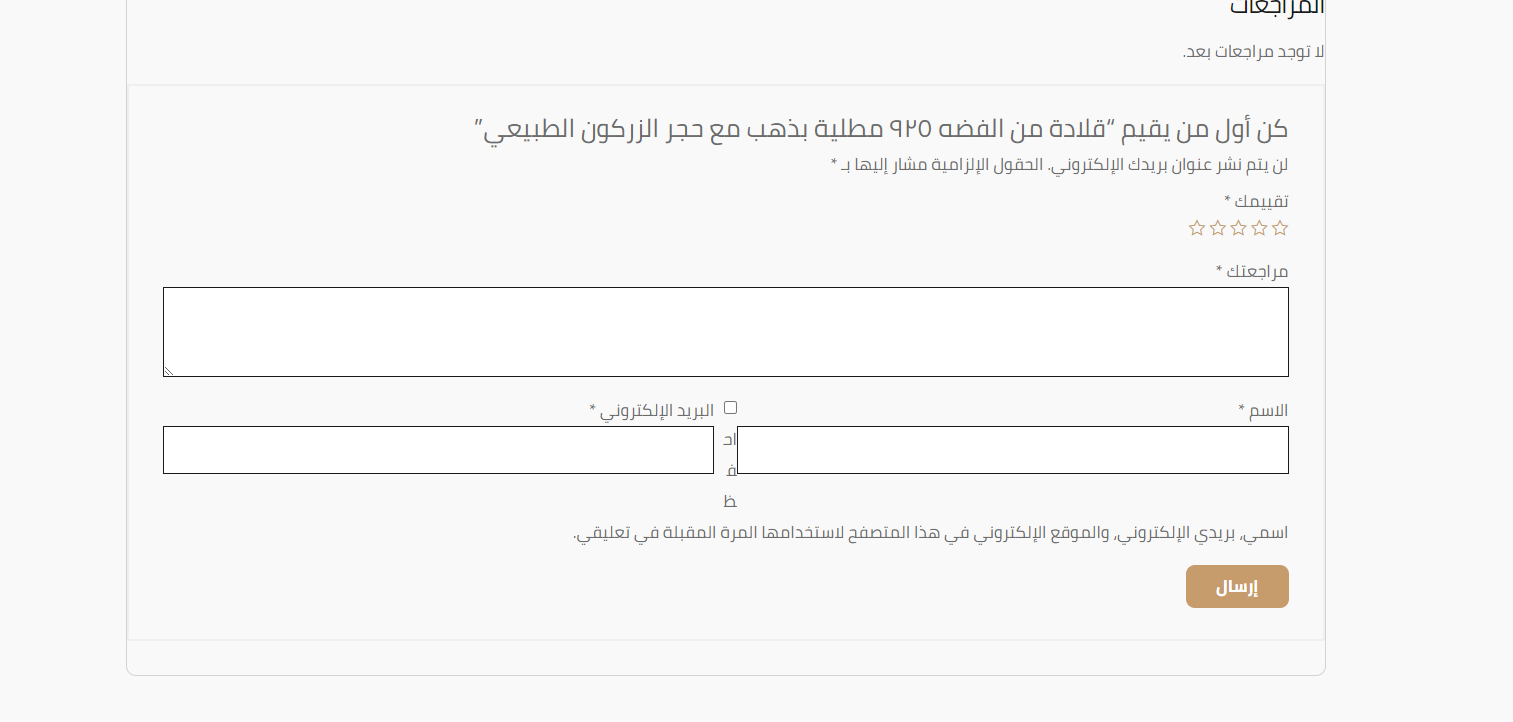 المراجعات
لا توجد مراجعات بعد.
كن أول من يقيم “قلادة من الفضه ٩٢٥ مطلية بذهب مع حجر الزركون الطبيعي”
لن يتم نشر عنوان بريدك الإلكتروني. الحقول الإلزامية مشار إليها بـ *
تقييمك *
مراجعتك *
الاسم *
البريد الإلكتروني *
احفظ
اسمي، بريدي الإلكتروني، والموقع الإلكتروني في هذا المتصفح لاستخدامها المرة المقبلة في تعليقي.
إرسال